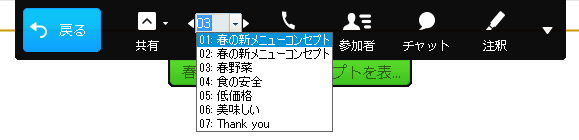 戻る
共有
03
参加者
チャット
注釈
01: 春の新メニューコンセプト
02: 春の新メニューコンセプト
03: 春野菜
04: 食の安全
05: 低価格
06: 美味しい
07: Thank you
春
プトを表...